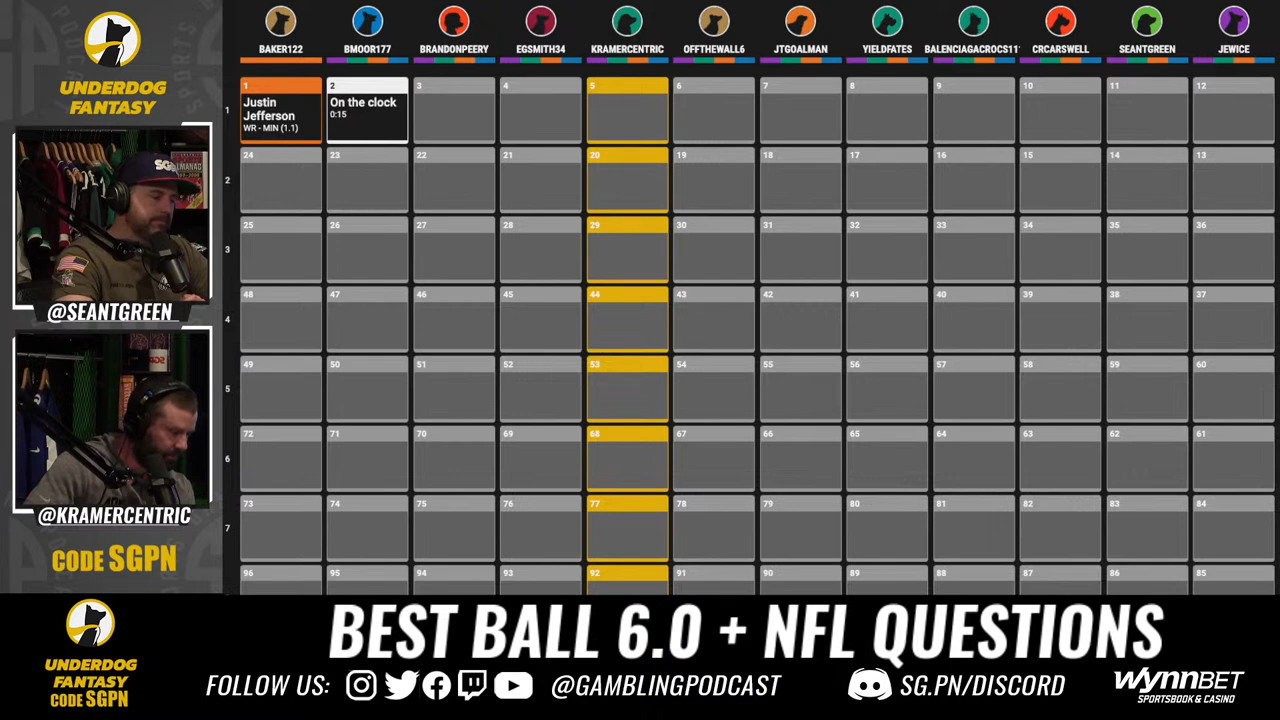 UNDERDOG
FANTASY
@SEANTGREEN
@KRAMERCENTRIC
CODE SGPN
BAKER122 BMOOR177 BRANDONPEERY EGSMITH34 KRAMERCENTRIC OFFTHEWALL6 JTGOALMAN YIELDFATES BALENCIAGACROCS11 CRCARSWELL SEANTGREEN JEWICE
1 2 3 4 5 6 7 8 9 10 11 12
1
Justin
Jefferson
WR - MIN (1.1)
On the clock
0:15
24 23 22 21 20 19 18 17 16 15 14 13
2
25 26 27 28 29 30 31 32 33 34 35 36
3
48 47 46 45 44 43 42 41 40 39 38 37
4
49 50 51 52 53 54 55 56 57 58 59 60
5
72 71 70 69 68 67 66 65 64 63 62 61
6
73 74 75 76 77 78 79 80 81 82 83 84
7
96 95 94 93 92 91 90 89 88 87 86 85
UNDERDOG
FANTASY
CODE SGPN
BEST BALL 6.0 + NFL QUESTIONS
FOLLOW US: @GAMBLINGPODCAST SG.PN/DISCORD
WYNNBET
SPORTSBOOK & CASINO